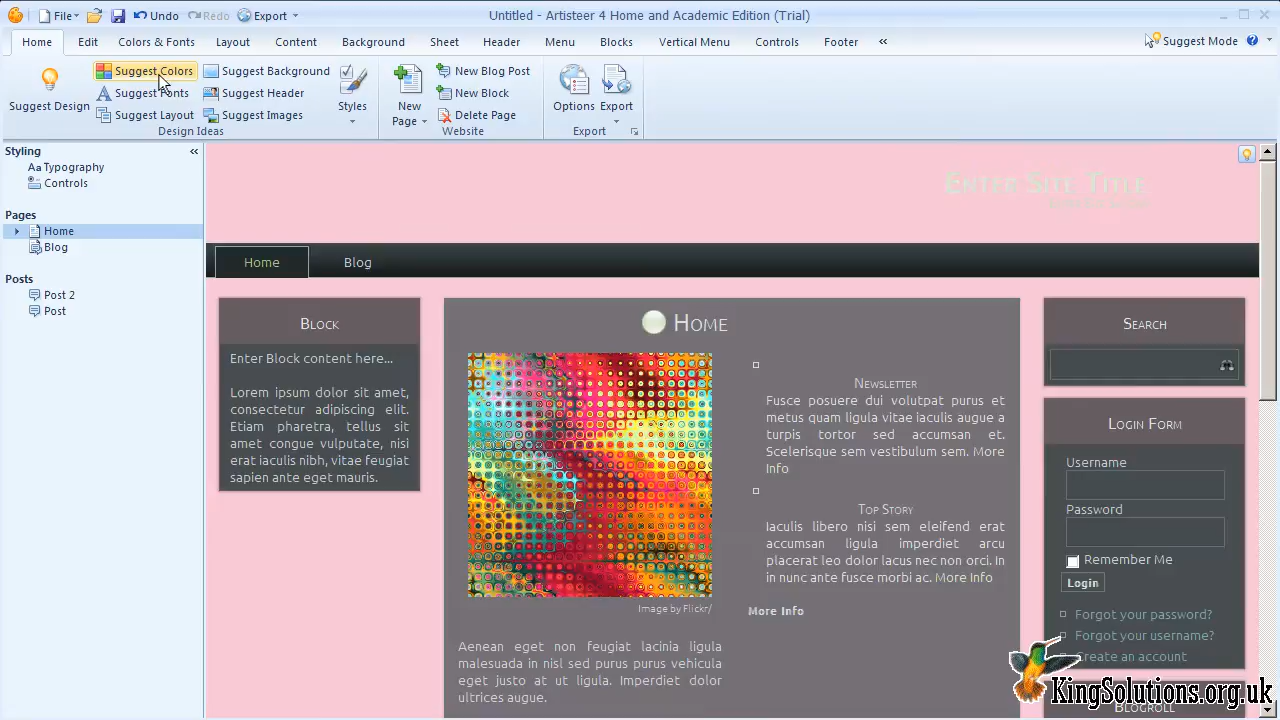 File
Undo
Redo
Export
Untitled - Artisteer 4 Home and Academic Edition (Trial)
Home
Edit
Colors & Fonts
Layout
Content
Background
Sheet
Header
Menu
Blocks
Vertical Menu
Controls
Footer
Suggest Mode
Suggest Design
Suggest Colors
Suggest Fonts
Suggest Layout
Suggest Background
Suggest Header
Suggest Images
Styles
Design Ideas
New
Page
New Blog Post
New Block
Delete Page
Website
Options
Export
Export
Styling
Aa Typography
Controls
Pages
Home
Blog
Posts
Post 2
Post
Enter Site Title
Home
Blog
Block
Enter Block content here...
Lorem ipsum dolor sit amet,
consectetur adipiscing elit.
Etiam pharetra, tellus sit
amet congue vulputate, nisi
erat iaculis nibh, vitae feugiat
sapien ante eget mauris.
Home
Image by Flickr/
Aenean eget non feugiat lacinia ligula
malesuada in nisl sed purus purus vehicula
eget justo at ut ligula. Imperdiet dolor
ultrices augue.
Newsletter
Fusce posuere dui volutpat purus et
metus quam ligula vitae iaculis augue a
turpis tortor sed accumsan et.
Scelerisque sem vestibulum sem. More
Info
Top Story
Iaculis libero nisi sem eleifend erat
accumsan ligula imperdiet arcu
placerat leo dolor lacus nec non orci. In
in nunc ante fusce morbi ac. More Info
More Info
Search
Login Form
Username
Password
Remember Me
Login
Forgot your password?
Forgot your username?
Create an account
KingSolutions.org.uk
Blogroll